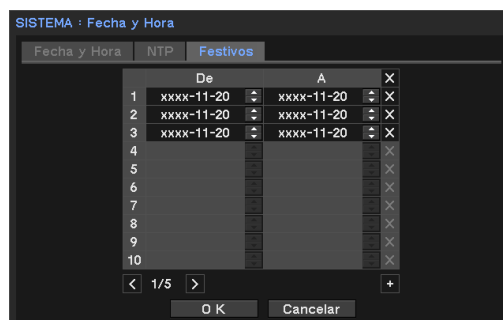 SISTEMA : Fecha y Hora
Fecha y Hora NTP Festivos
De A X
1 xxxx-11-20 xxxx-11-20 X
2 xxxx-11-20 xxxx-11-20 X
3 xxxx-11-20 xxxx-11-20 X
4 X
5 X
6 X
7 X
8 X
9 X
10 X
< 1/5 > +
OK Cancelar